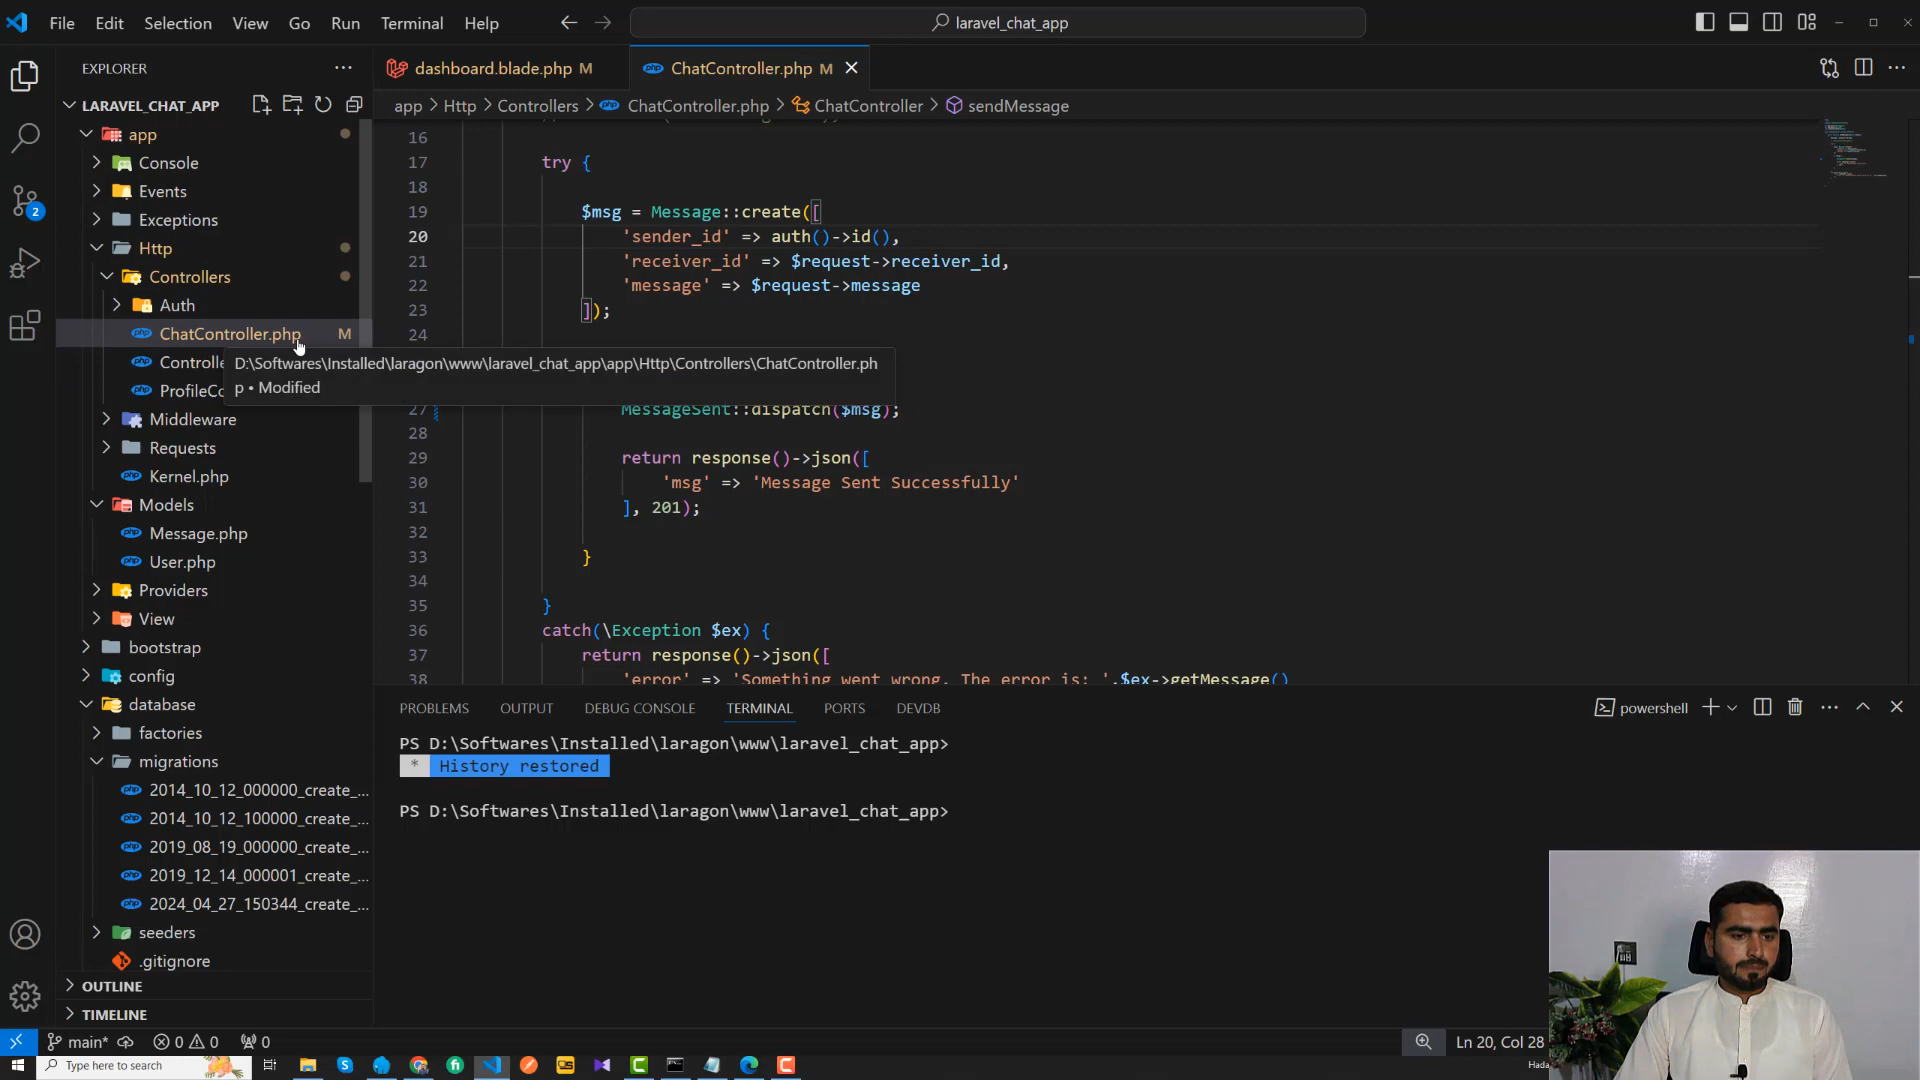 File Edit Selection View Go Run Terminal Help
laravel_chat_app
EXPLORER
dashboard.blade.php M
ChatController.php M
LARAVEL_CHAT_APP
app > Http > Controllers > ChatController.php > ChatController > sendMessage
app
Console
Events
Exceptions
Http
Controllers
Auth
ChatController.php M
Middleware
Requests
Kernel.php
Models
Message.php
User.php
Providers
View
bootstrap
config
database
factories
migrations
2014_10_12_000000_create_...
2014_10_12_100000_create_...
2019_08_19_000000_create_...
2019_12_14_000001_create_...
2024_04_27_150344_create_...
seeders
.gitignore
OUTLINE
TIMELINE
D:\Softwares\Installed\laragon\www\laravel_chat_app\app\Http\Controllers\ChatController.ph
p • Modified
16
17 try {
18
19 $msg = Message::create([
20 'sender_id' => auth()->id(),
21 'receiver_id' => $request->receiver_id,
22 'message' => $request->message
23 ]);
24
27 MessageSent::dispatch($msg);
28
29 return response()->json([
30 'msg' => 'Message Sent Successfully'
31 ], 201);
32
33 }
34
35 }
36 catch(\Exception $ex) {
37 return response()->json([
38 'error' => 'Something went wrong. The error is: '.$ex->getMessage()
PROBLEMS OUTPUT DEBUG CONSOLE TERMINAL PORTS DEVDB
powershell
PS D:\Softwares\Installed\laragon\www\laravel_chat_app>
* History restored
PS D:\Softwares\Installed\laragon\www\laravel_chat_app>
main* 0 0 0
Ln 20, Col 28
2
Type here to search